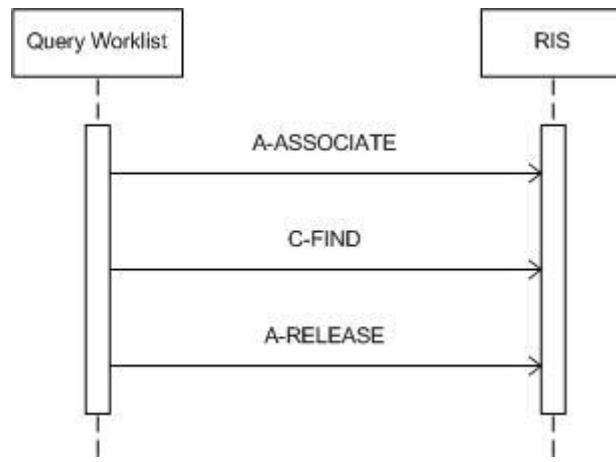 Query Worklist
RIS
A-ASSOCIATE
C-FIND
A-RELEASE